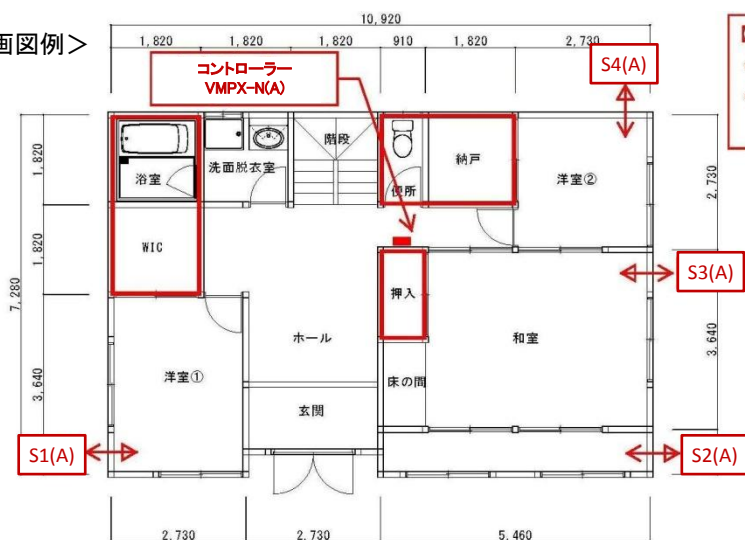 画図例＞
10,920
1,820
1,820
1,820
910
1,820
2,730
コントローラー
VMPX-N(A)
S4(A)
階段
洗面脱衣室
浴室
便所
納戸
洋室②
1,820
2,730
WIC
1,820
7,280
S3(A)
押入
ホール
和室
洋室①
床の間
3,640
3,640
玄関
S1(A)
S2(A)
2,730
2,730
5,460